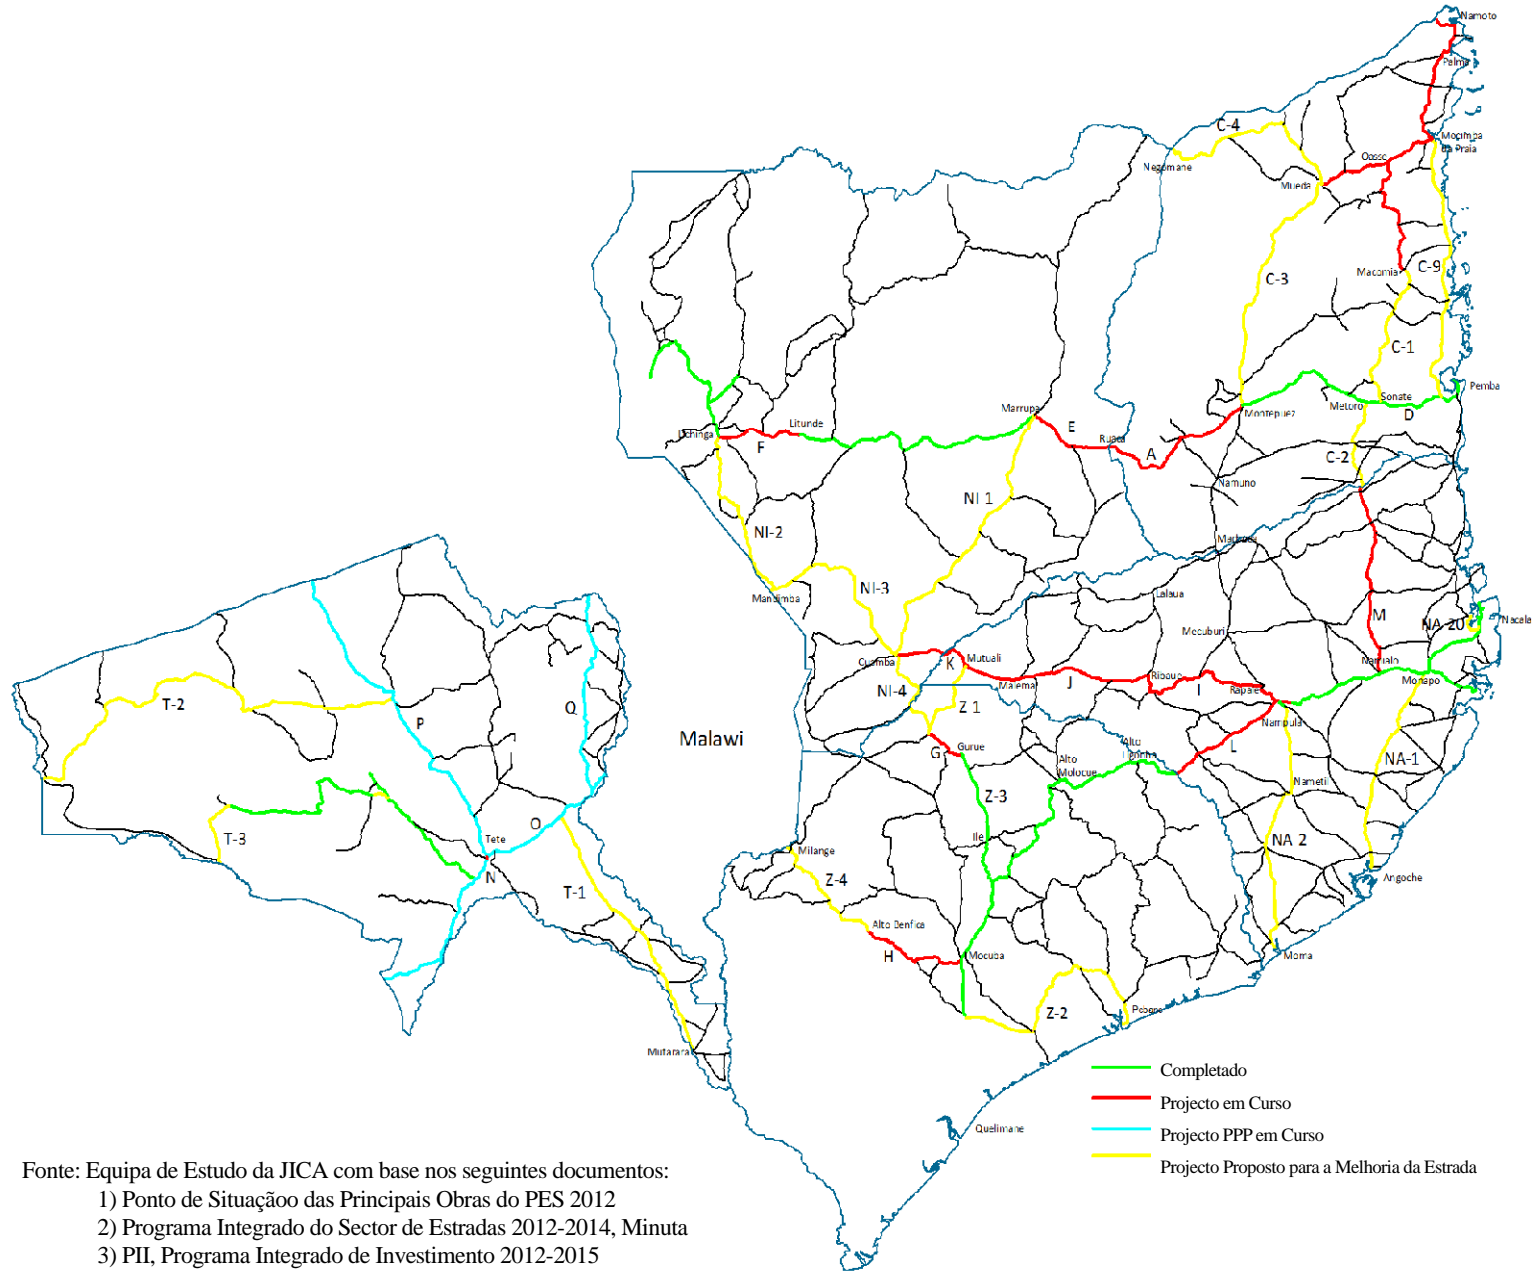 Namoto
Palma
Mocimba
da Praia
C-4
Oasse
Negomane
Mueda
C-9
Macomia
C-3
C-1
Pemba
Marrupa
Sonate
Metoro
D
Montepuez
Litunde
E
Lichinga
F
Ruaca
A
C-2
Namuno
NI 1
NI-2
NI-3
Mandimba
Lalaua
M
NA 20
Nacala
Mecuburi
Cuamba
K
Mutuali
Namialo
Monapo
Malema
J
Ribaue
I
Rapale
NI-4
Z 1
T-2
P
Q
Malawi
Nampula
G
Gurue
L
Alto
Ligonha
Alto
Molocue
NA-1
Nametil
Z-3
O
Tete
Ile
T-3
NA 2
Milange
N
Angoche
Z-4
T-1
Alto Benfica
H
Mocuba
Moma
Z-2
Pebane
Mutarara
Quelimane
Completado
Projecto em Curso
Projecto PPP em Curso
Projecto Proposto para a Melhoria da Estrada
Fonte: Equipa de Estudo da JICA com base nos seguintes documentos:
1) Ponto de Situaçãoo das Principais Obras do PES 2012
2) Programa Integrado do Sector de Estradas 2012-2014, Minuta
3) PII, Programa Integrado de Investimento 2012-2015